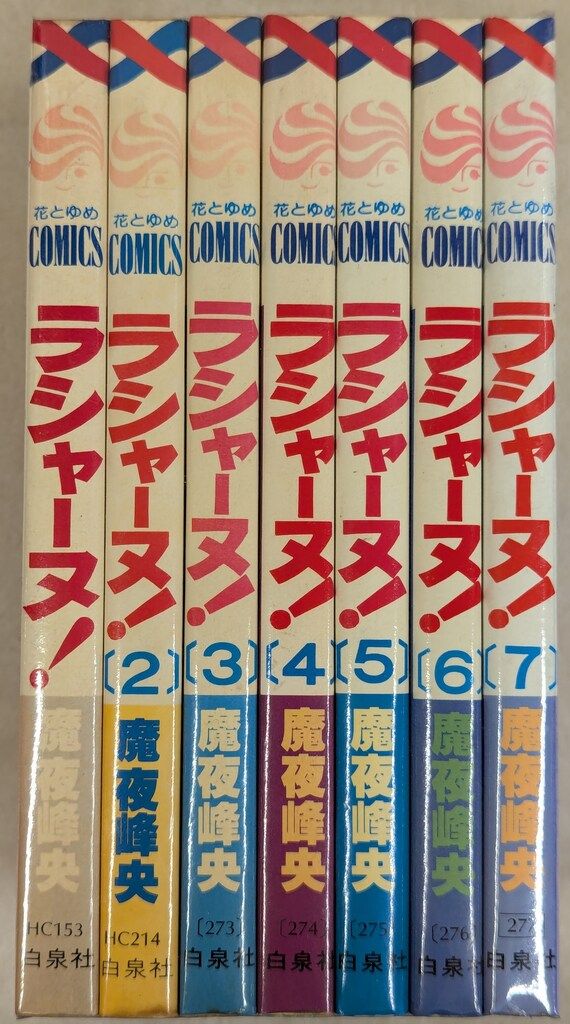 花とゆめ
COMICS
ラシャーヌ!
魔夜峰央
HC153
白泉社
花とゆめ
COMICS
ラシャーヌ!
〔2〕
魔夜峰央
HC214
白泉社
花とゆめ
COMICS
ラシャーヌ!
〔3〕
魔夜峰央
〔273〕
白泉社
花とゆめ
COMICS
ラシャーヌ!
〔4〕
魔夜峰央
〔274〕
白泉社
花とゆめ
COMICS
ラシャーヌ!
〔5〕
魔夜峰央
〔275〕
白泉社
花とゆめ
COMICS
ラシャーヌ!
〔6〕
魔夜峰央
〔276〕
白泉社
花とゆめ
COMICS
ラシャーヌ!
〔7〕
魔夜峰央
277
白泉社